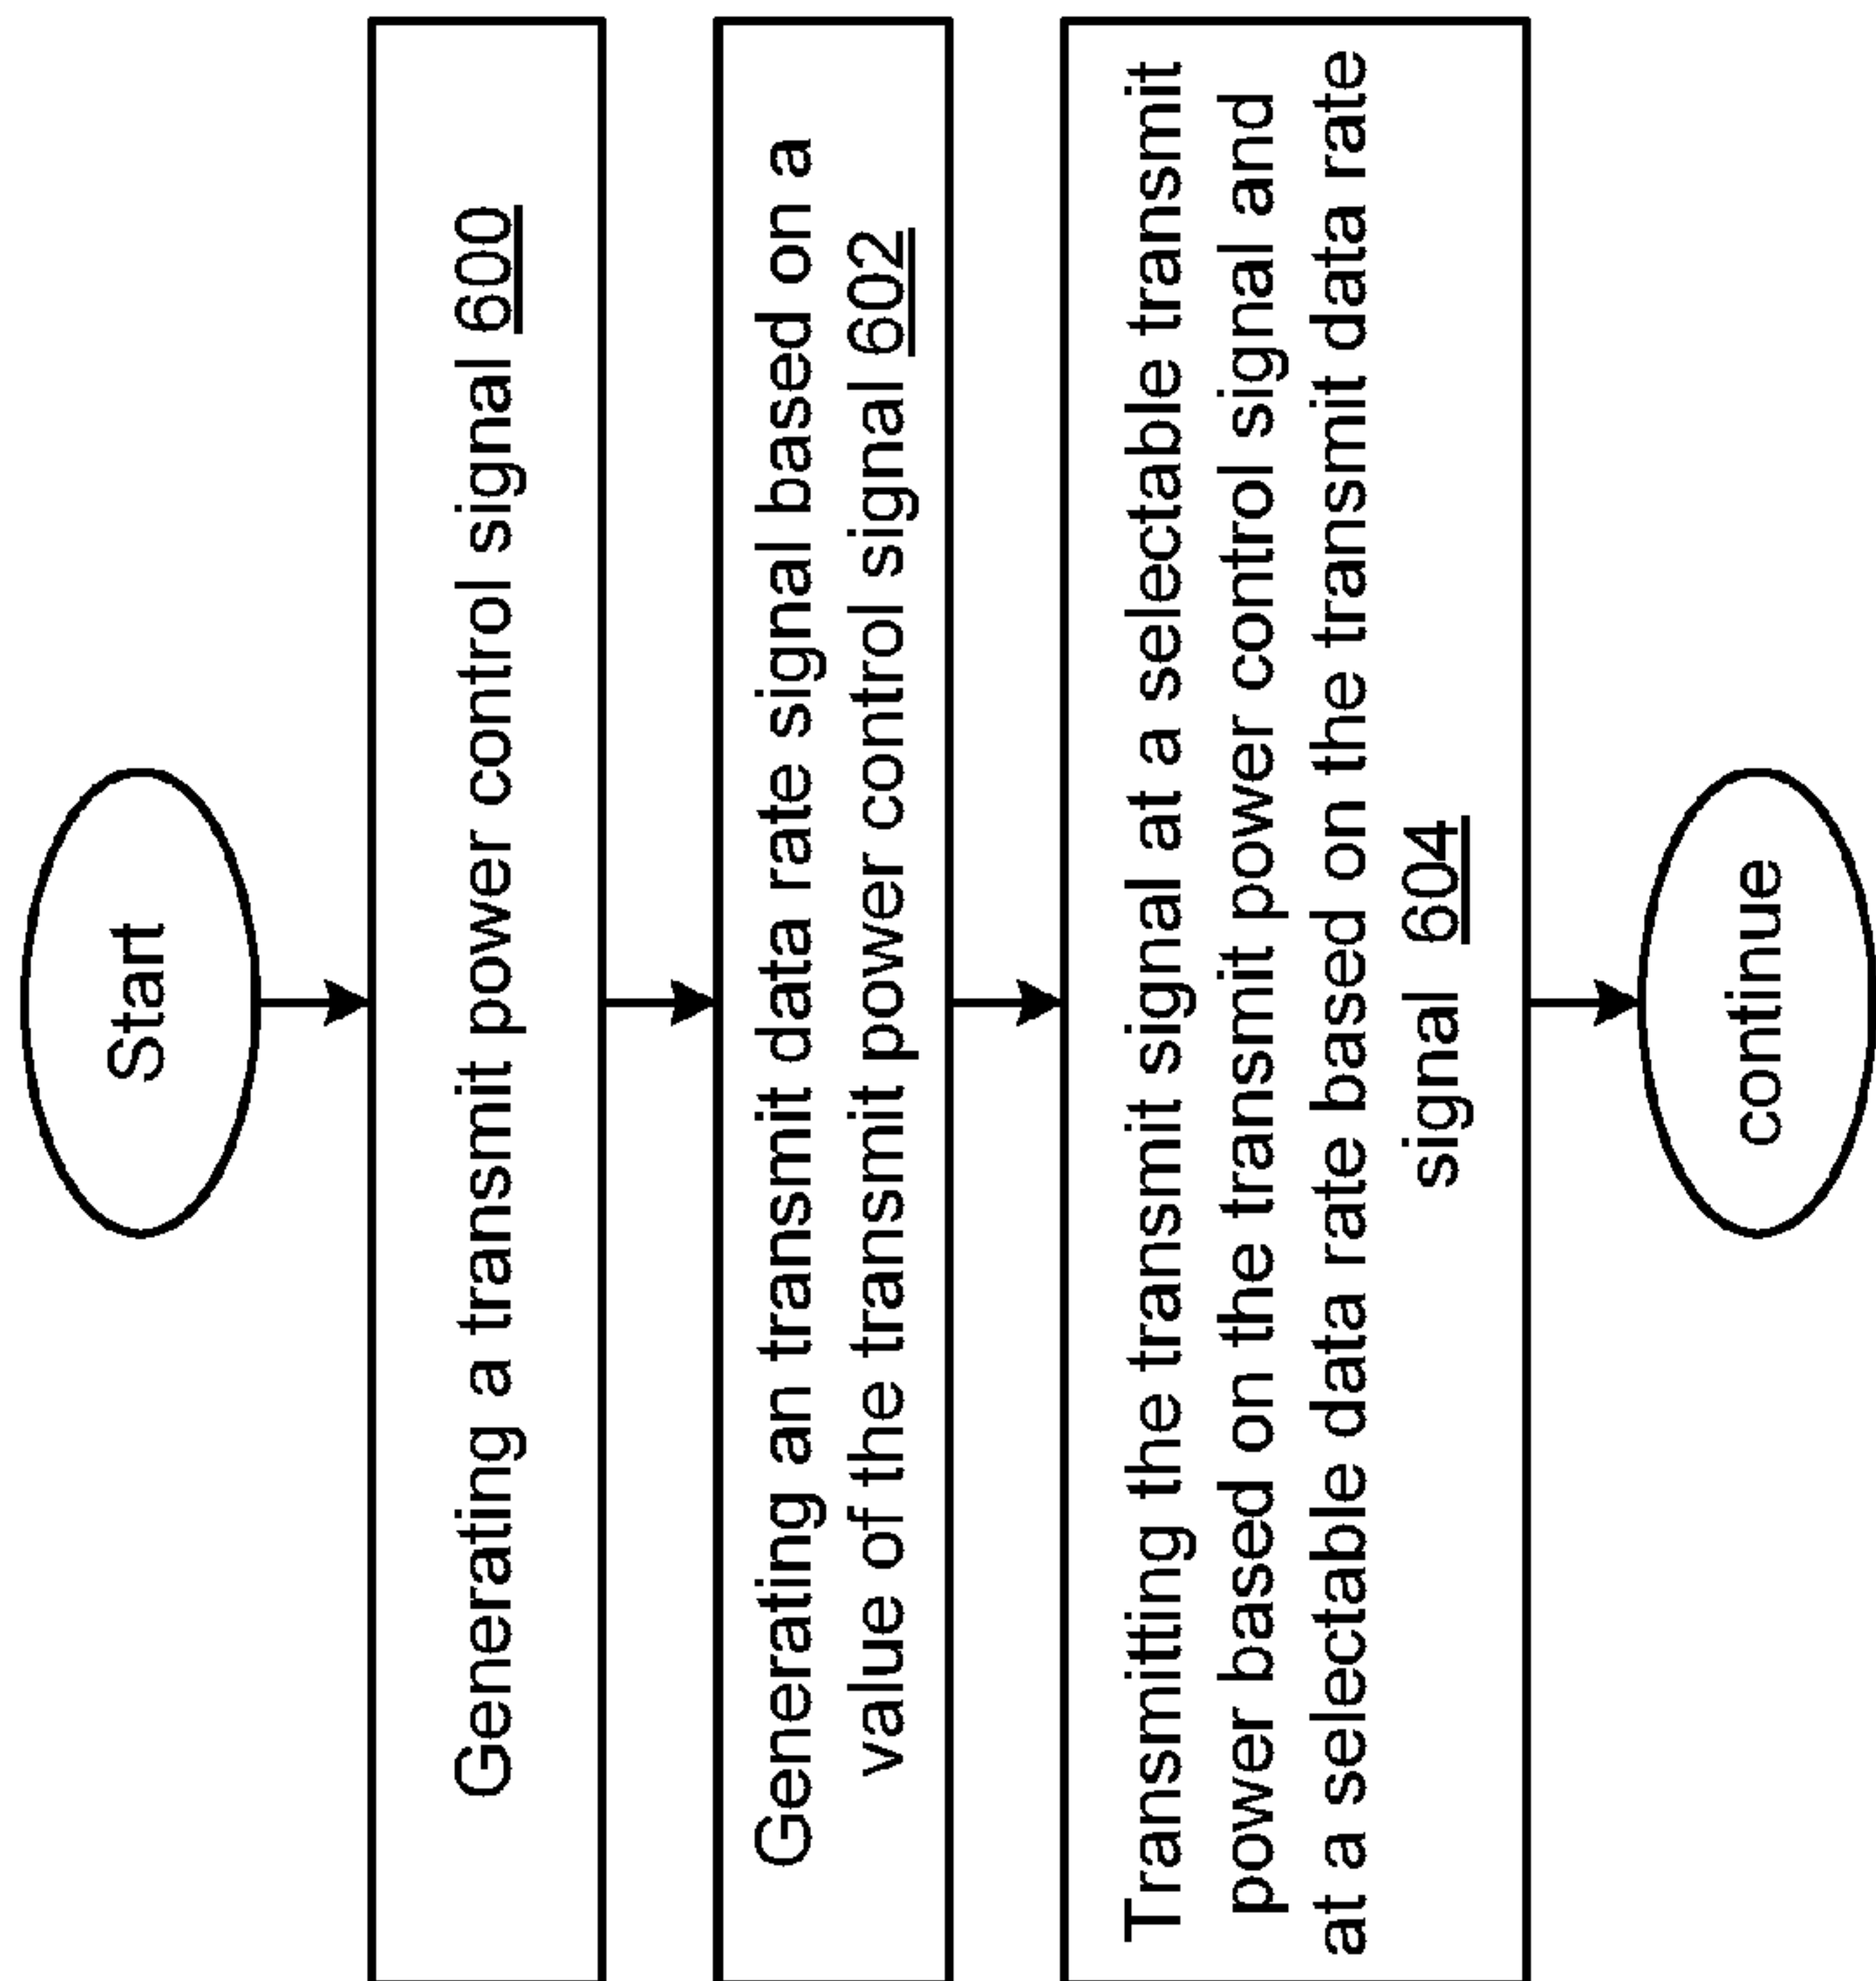 Start
Generating a transmit power control signal 600
Generating an transmit data rate signal based on a
value of the transmit power control signal 602
Transmitting the transmit signal at a selectable transmit
power based on the transmit power control signal and
at a selectable data rate based on the transmit data rate
signal 604
continue